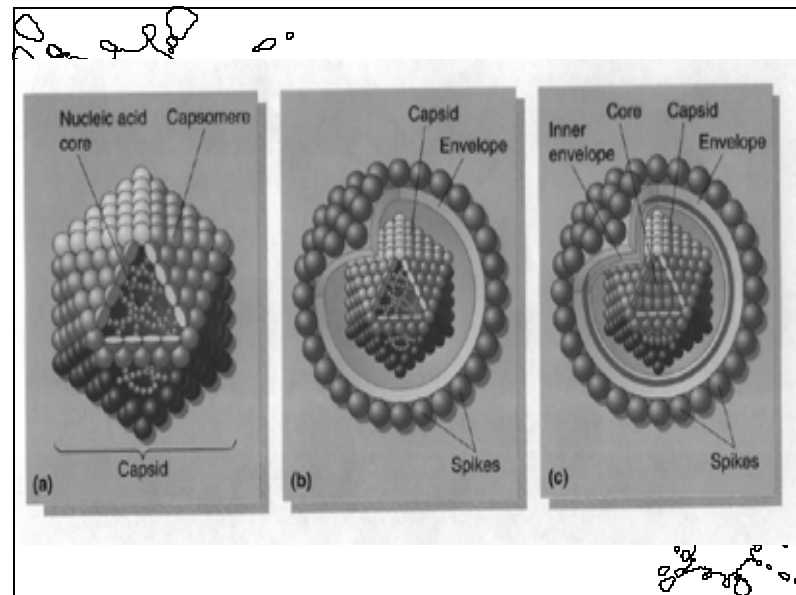 Nucleic acid
core
Capsomere
Capsid
(a)
Capsid
Envelope
Spikes
(b)
Inner
envelope
Core
Capsid
Envelope
Spikes
(c)